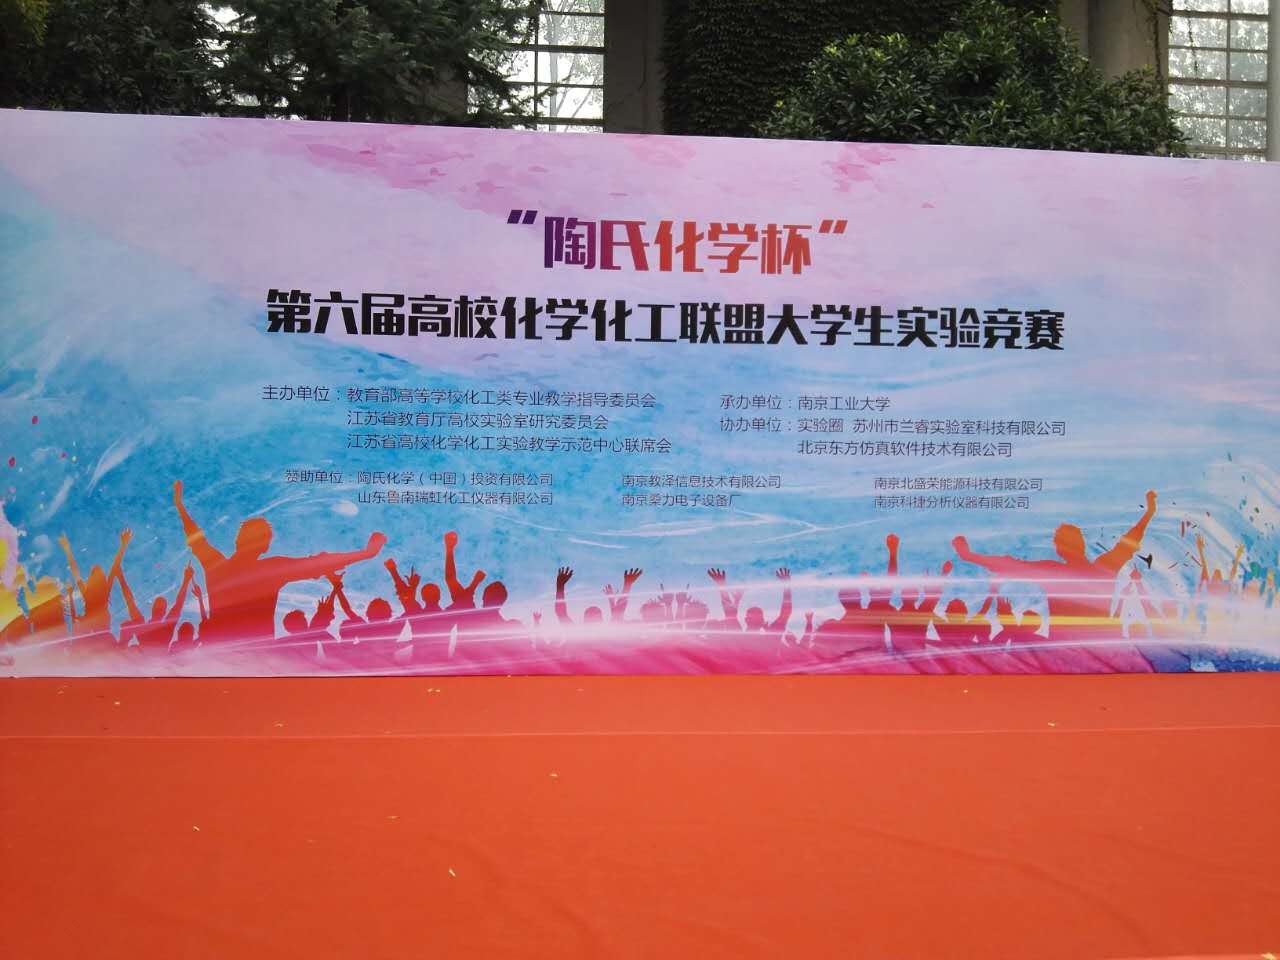 “陶氏化学杯”
第六届高校化学化工联盟大学生实验竞赛
主办单位：教育部高等学校化工类专业教学指导委员会
江苏省教育厅高校实验室研究委员会
江苏省高校化学化工实验教学示范中心联席会
承办单位：南京工业大学
协办单位：实验圈 苏州市兰睿实验室科技有限公司
北京东方仿真软件技术有限公司
赞助单位：陶氏化学（中国）投资有限公司
山东鲁南瑞虹化工仪器有限公司
南京教泽信息技术有限公司
南京桑力电子设备厂
南京北盛荣能源科技有限公司
南京科捷分析仪器有限公司